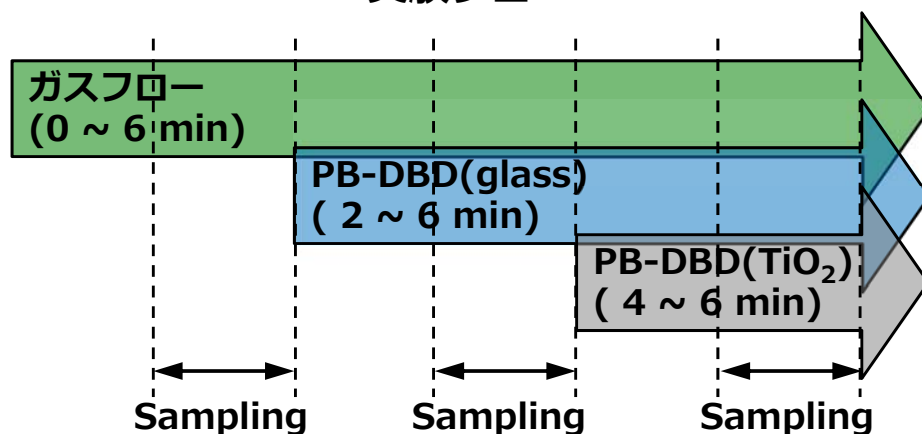 ガスフロー
(0 ~ 6 min)
PB-DBD(glass)
( 2 ~ 6 min)
PB-DBD(TiO₂)
( 4 ~ 6 min)
Sampling
Sampling
Sampling